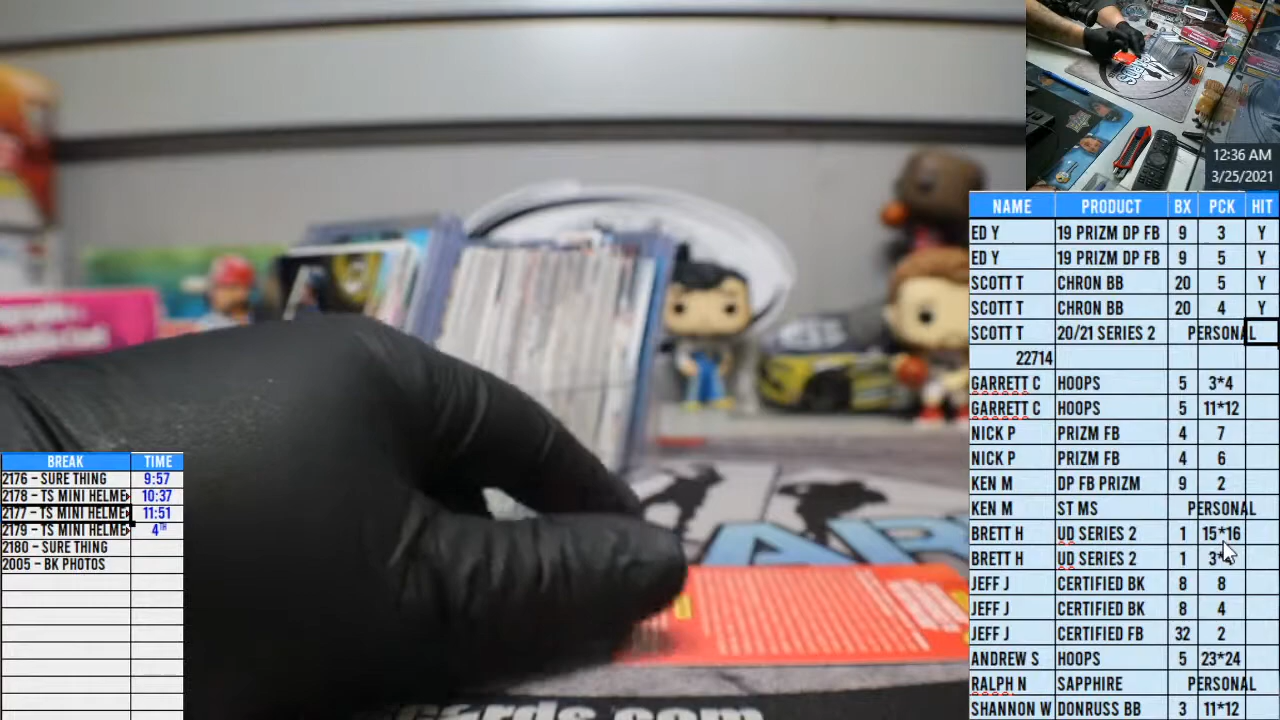 12:36 AM
3/25/2021
NAME PRODUCT BX PCK HIT
ED Y 19 PRIZM DP FB 9 3 Y
ED Y 19 PRIZM DP FB 9 5 Y
SCOTT T CHRON BB 20 5 Y
SCOTT T CHRON BB 20 4 Y
SCOTT T 20/21 SERIES 2 PERSONAL
22714
GARRETT C HOOPS 5 3*4
GARRETT C HOOPS 5 11*12
NICK P PRIZM FB 4 7
NICK P PRIZM FB 4 6
KEN M DP FB PRIZM 9 2
KEN M ST MS PERSONAL
BRETT H UD SERIES 2 1 15*16
BRETT H UD SERIES 2 1
JEFF J CERTIFIED BK 8 8
JEFF J CERTIFIED BK 8 4
JEFF J CERTIFIED FB 32 2
ANDREW S HOOPS 5 23*24
RALPH N SAPPHIRE PERSONAL
SHANNON W DONRUSS BB 3 11*12
BREAK TIME
2176 – SURE THING 9:57
2178 – TS MINI HELME 10:37
2177 – TS MINI HELME 11:51
2179 – TS MINI HELME 4TH
2180 – SURE THING
2005 – BK PHOTOS
cards.com